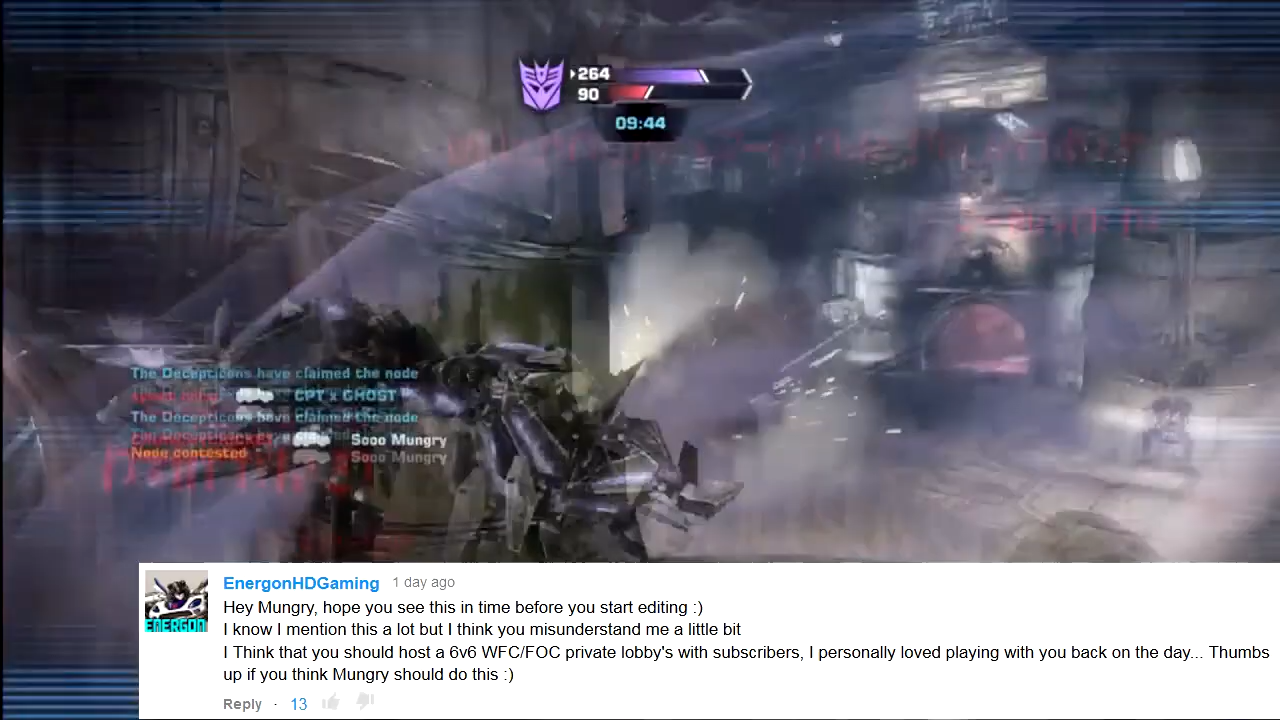 264
90
09:44
The Decepticons have claimed the node
CPT x GHOST
The Decepticons have claimed the node
Sooo Mungry
Node contested
Sooo Mungry
ENERGON
EnergonHDGaming 1 day ago
Hey Mungry, hope you see this in time before you start editing :)
I know I mention this a lot but I think you misunderstand me a little bit
I Think that you should host a 6v6 WFC/FOC private lobby's with subscribers, I personally loved playing with you back on the day... Thumbs
up if you think Mungry should do this :)
Reply · 13